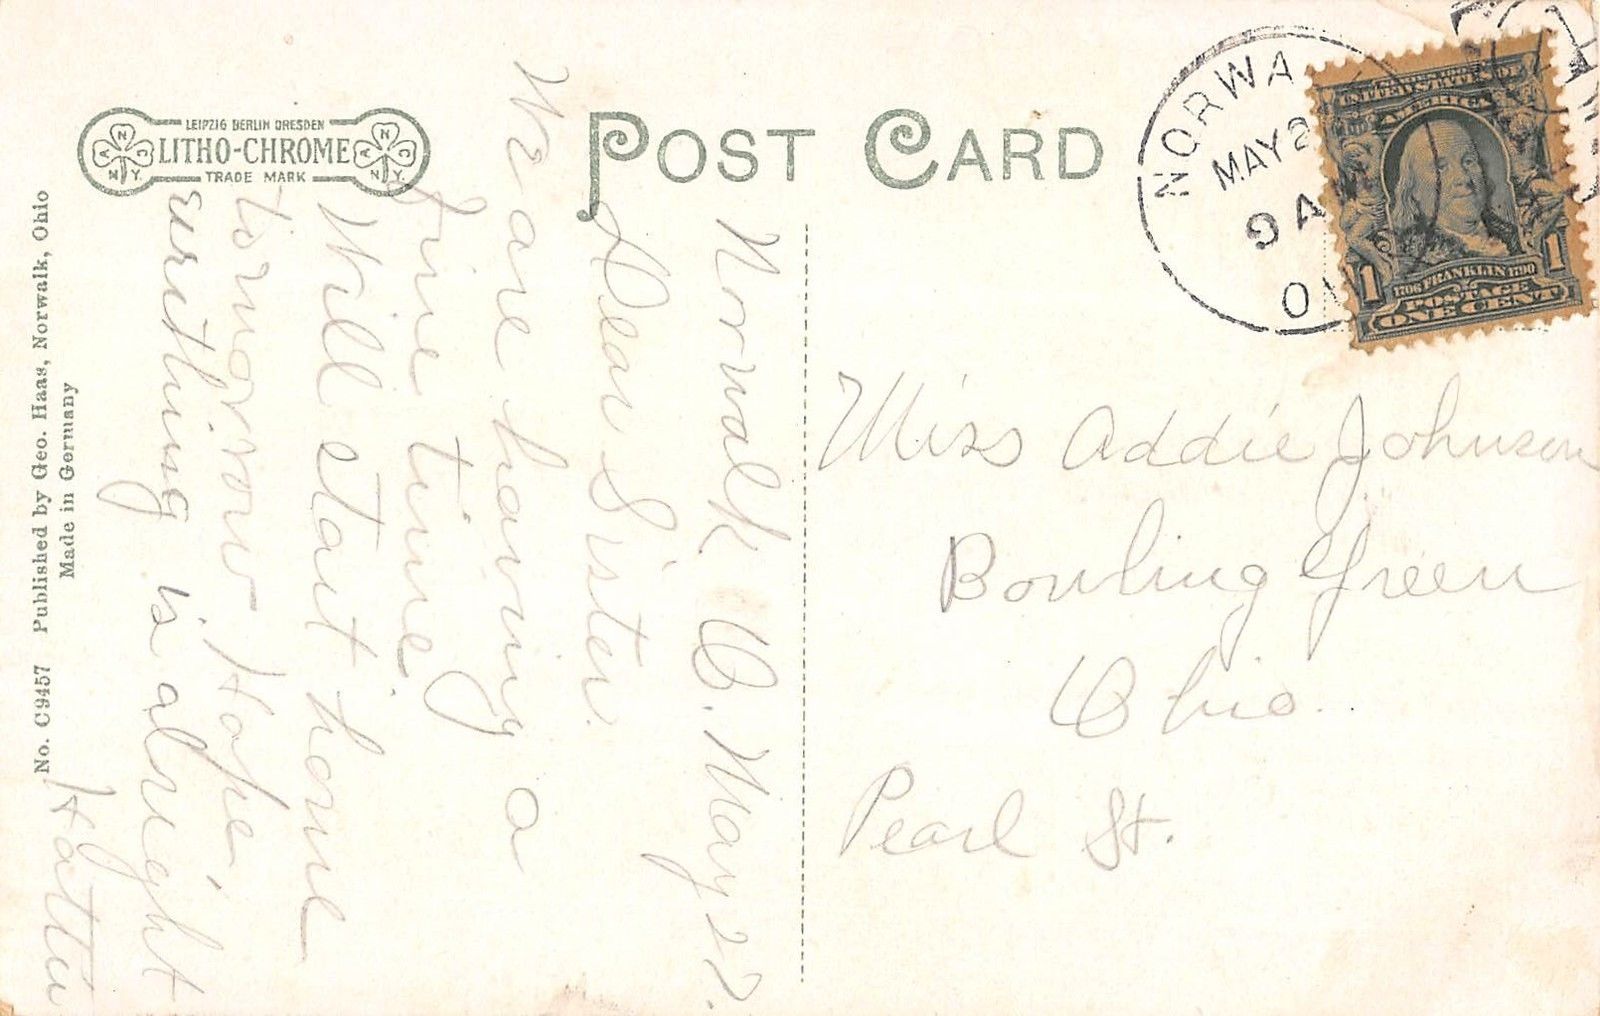 LEIPZIG BERLIN DRESDEN
LITHO-CHROME
TRADE MARK
POST CARD
NORWA
MAY 2
9 A
UNITED STATES OF
AMERICA
1 1
1706 FRANKLIN 1790
POSTAGE
ONE CENT
No. C9457 Published by Geo. Haas, Norwalk, Ohio
Made in Germany
Norwalk O. May 27.
Dear Sister.
We are having a
fine time.
Will start home
tomorrow Hope
everything is alright
Hattie
Miss Addie Johnson
Bowling Green
Ohio.
Pearl St.